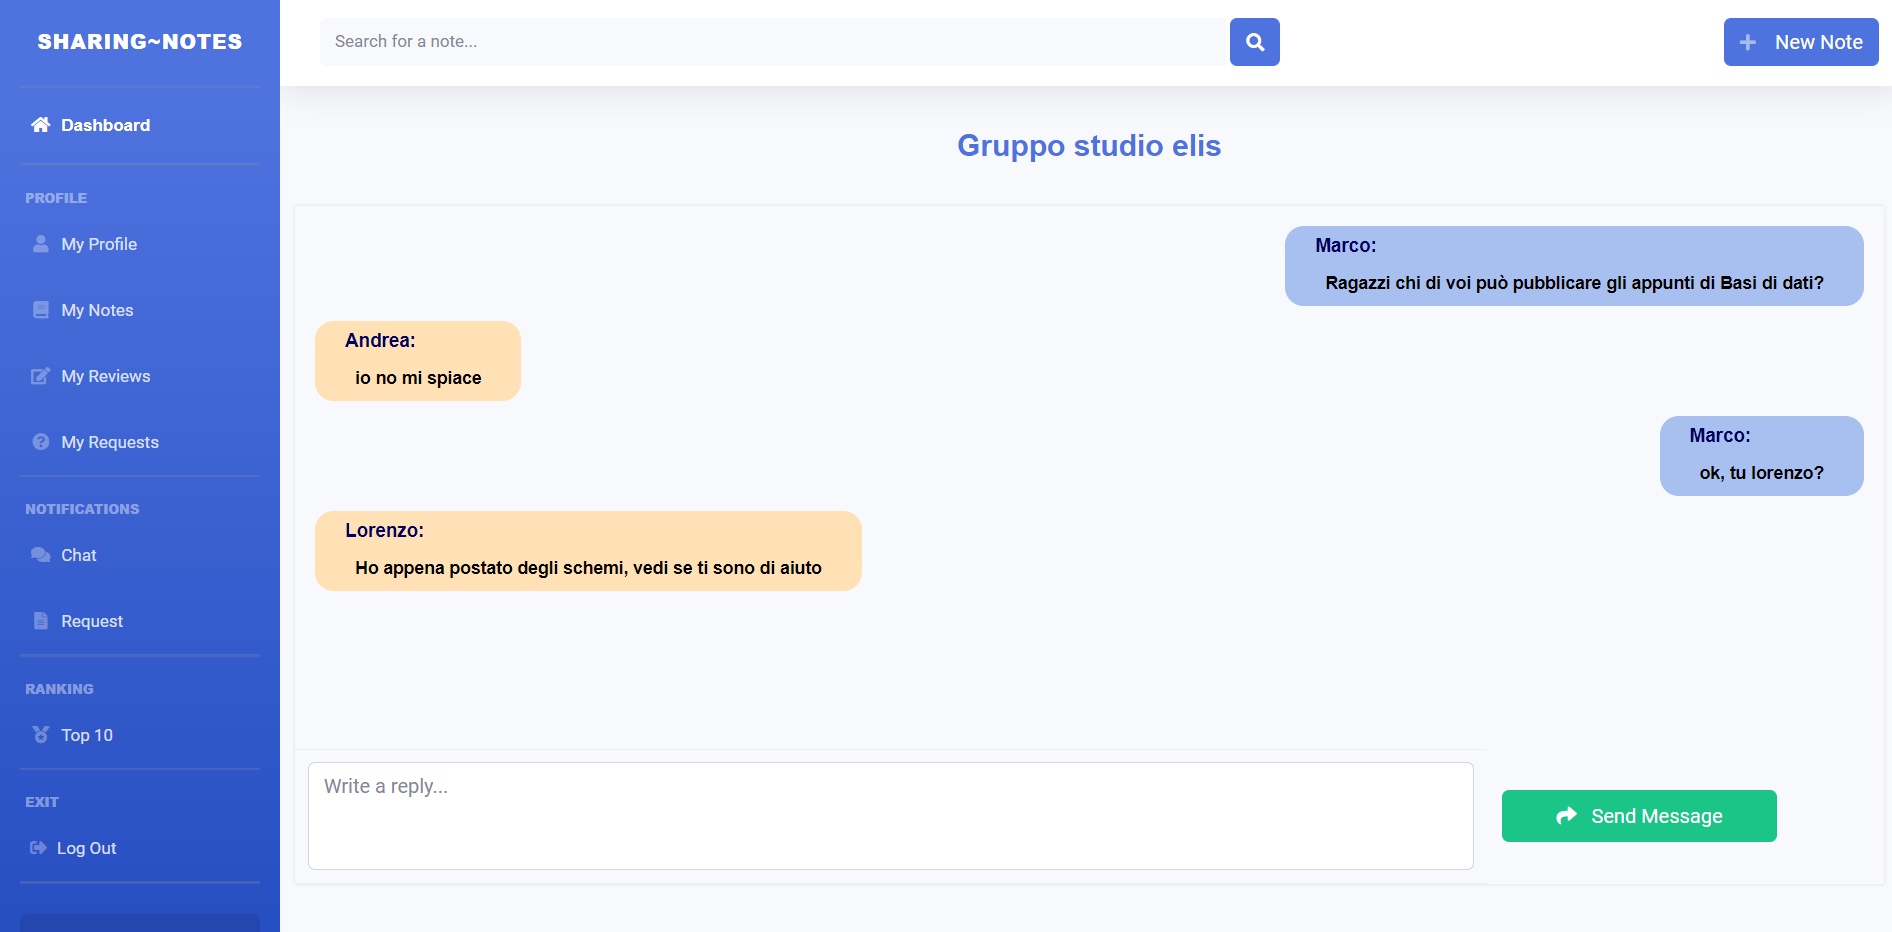 SHARING~NOTES
Dashboard
PROFILE
My Profile
My Notes
My Reviews
My Requests
NOTIFICATIONS
Chat
Request
RANKING
Top 10
EXIT
Log Out
Search for a note...
New Note
Gruppo studio elis
Marco:
Ragazzi chi di voi può pubblicare gli appunti di Basi di dati?
Andrea:
io no mi spiace
Marco:
ok, tu lorenzo?
Lorenzo:
Ho appena postato degli schemi, vedi se ti sono di aiuto
Write a reply...
Send Message